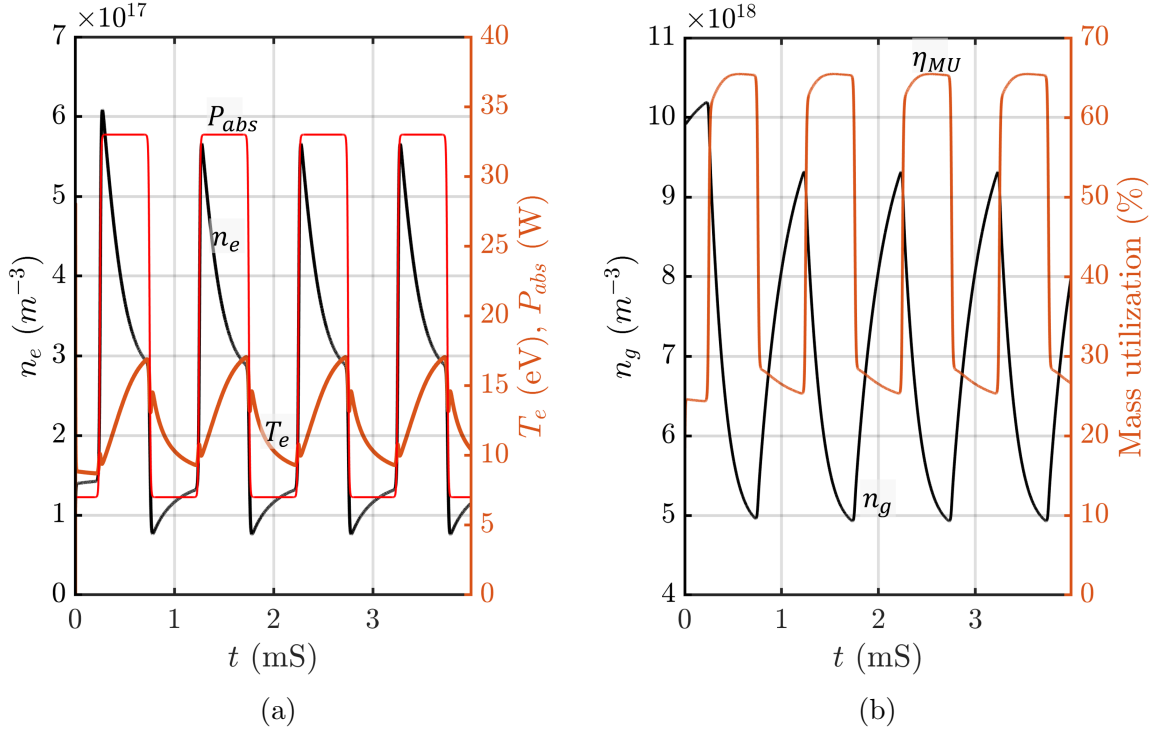 ×10^17
7
6
5
4
3
2
1
0
n_e (m^−3)
40
35
30
25
20
15
10
5
0
T_e (eV), P_abs (W)
P_abs
n_e
T_e
0 1 2 3
t (mS)
(a)
×10^18
11
10
9
8
7
6
5
4
n_g (m^−3)
70
60
50
40
30
20
10
0
Mass utilization (%)
η_MU
n_g
0 1 2 3
t (mS)
(b)